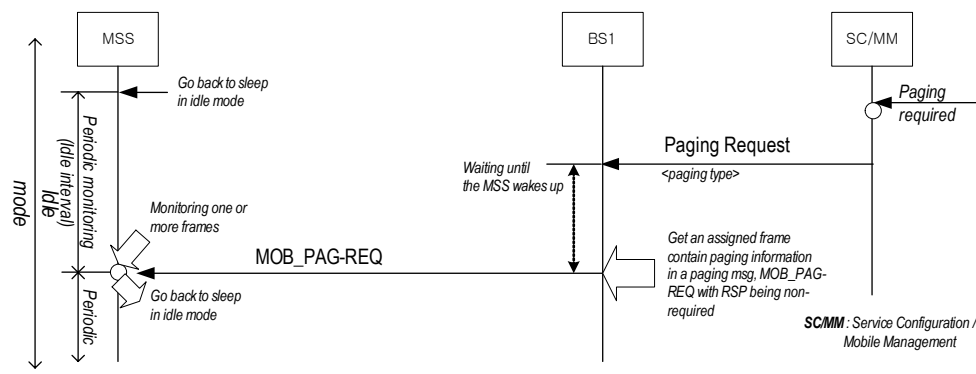 MSS
BS1
SC/MM
Go back to sleep
in idle mode
Paging
required
Paging Request
<paging type>
Waiting until
the MSS wakes up
Idle
mode
Periodic monitoring
(Idle interval)
Monitoring one or
more frames
MOB_PAG-REQ
Get an assigned frame
contain paging information
in a paging msg, MOB_PAG-
REQ with RSP being non-
required
Go back to sleep
in idle mode
Periodic
SC/MM : Service Configuration /
Mobile Management